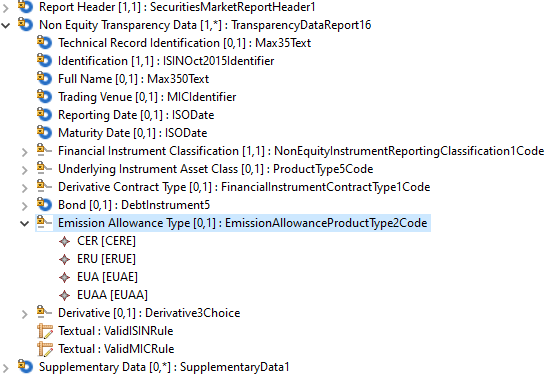 Report Header [1,1] : SecuritiesMarketReportHeader1
Non Equity Transparency Data [1,*] : TransparencyDataReport16
Technical Record Identification [0,1] : Max35Text
Identification [1,1] : ISINOct2015Identifier
Full Name [0,1] : Max350Text
Trading Venue [0,1] : MICIdentifier
Reporting Date [0,1] : ISODate
Maturity Date [0,1] : ISODate
Financial Instrument Classification [1,1] : NonEquityInstrumentReportingClassification1Code
Underlying Instrument Asset Class [0,1] : ProductType5Code
Derivative Contract Type [0,1] : FinancialInstrumentContractType1Code
Bond [0,1] : DebtInstrument5
Emission Allowance Type [0,1] : EmissionAllowanceProductType2Code
CER [CERE]
ERU [ERUE]
EUA [EUAE]
EUAA [EUAA]
Derivative [0,1] : Derivative3Choice
Textual : ValidISINRule
Textual : ValidMICRule
Supplementary Data [0,*] : SupplementaryData1